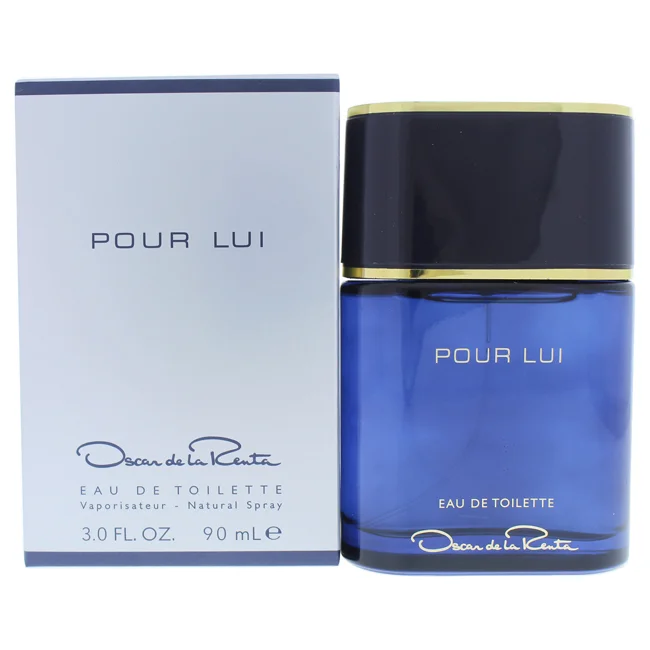 POUR LUI
Oscar de la Renta
EAU DE TOILETTE
Vaporisateur - Natural Spray
3.0 FL. OZ. 90 mL℮
POUR LUI
EAU DE TOILETTE
Oscar de la Renta